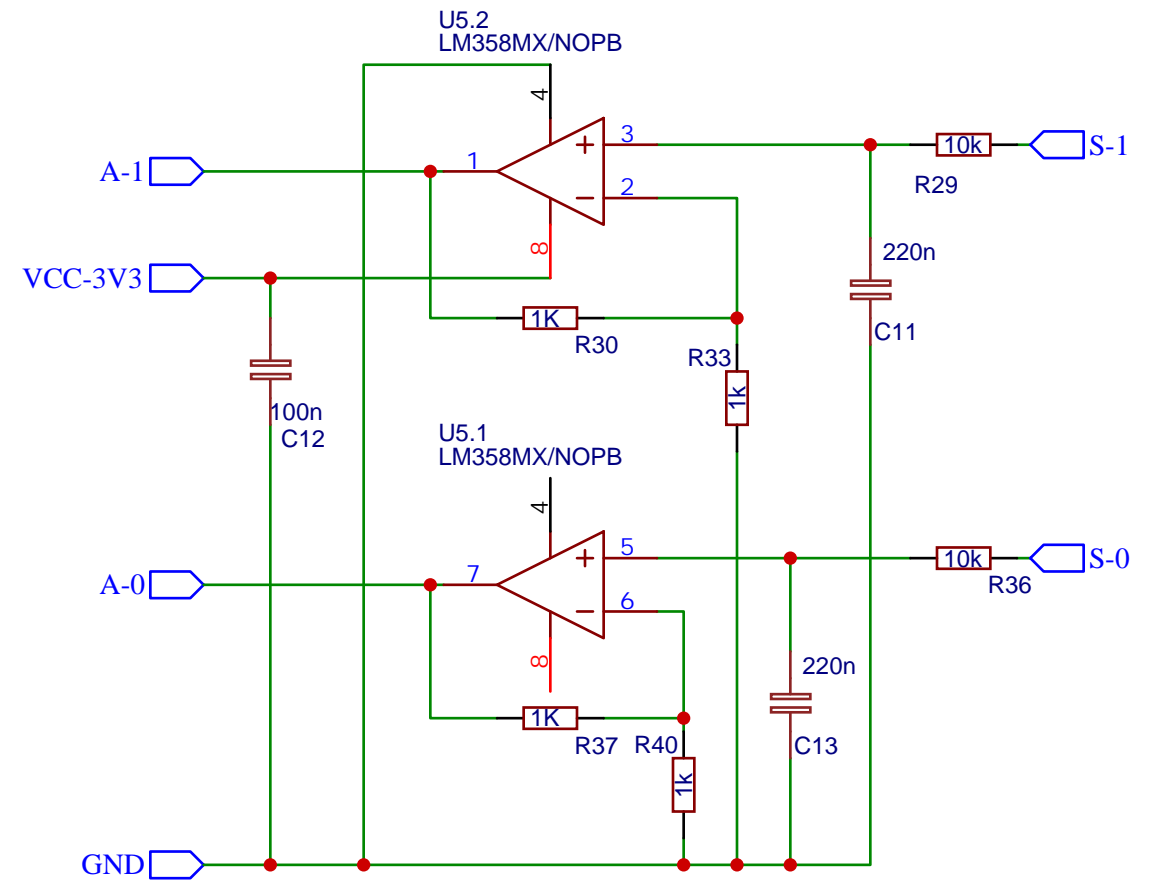 U5.2
LM358MX/NOPB
4
3
S-1
10k
1
A-1
2
R29
8
220n
VCC-3V3
1K
C11
R30
R33
1k
100n
C12
U5.1
LM358MX/NOPB
4
5
S-0
10k
7
A-0
R36
6
8
220n
1K
R37
R40
C13
1k
GND